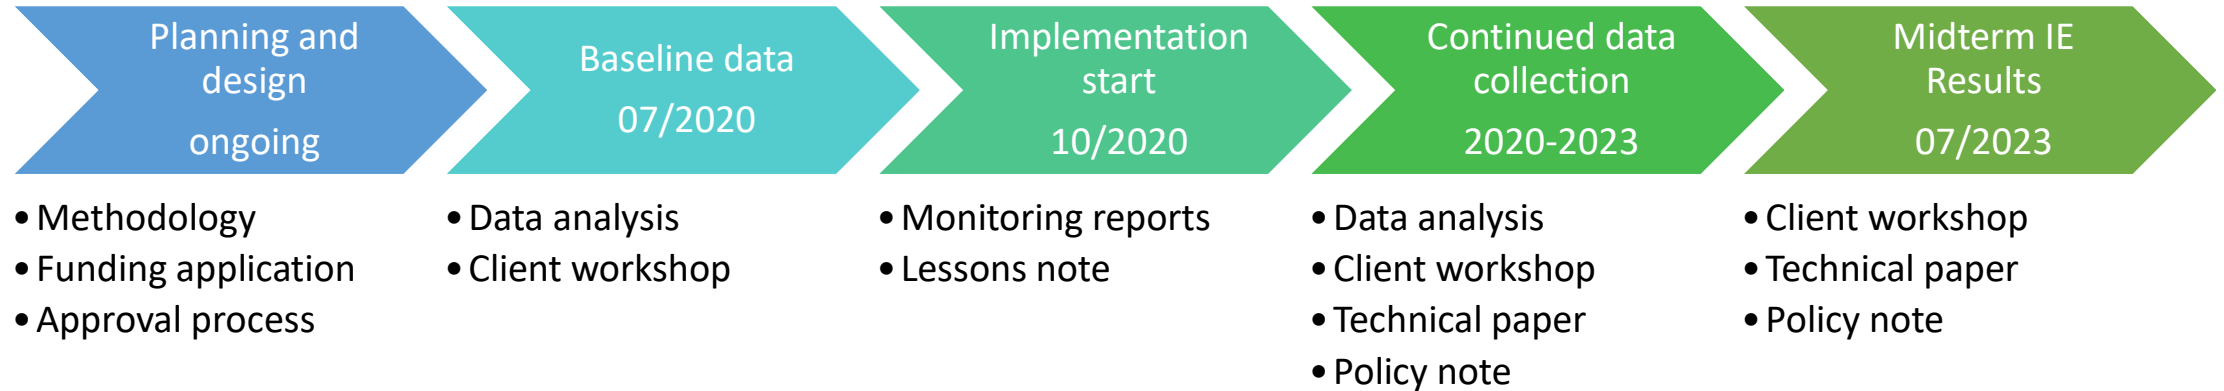 Planning and
design
ongoing
Baseline data
07/2020
Implementation
start
10/2020
Continued data
collection
2020-2023
Midterm IE
Results
07/2023
•Methodology
•Funding application
•Approval process
•Data analysis
•Client workshop
•Monitoring reports
•Lessons note
•Data analysis
•Client workshop
•Technical paper
•Policy note
•Client workshop
•Technical paper
•Policy note